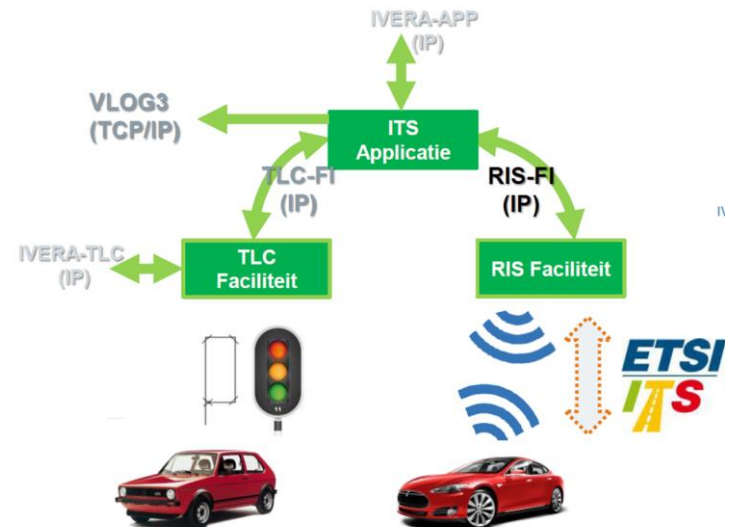 IVERA-APP
(IP)
VLOG3
(TCP/IP)
ITS
Applicatie
TLC-FI
(IP)
RIS-FI
(IP)
IV
IVERA-TLC
(IP)
TLC
Faciliteit
RIS Faciliteit
ETSI
ITS